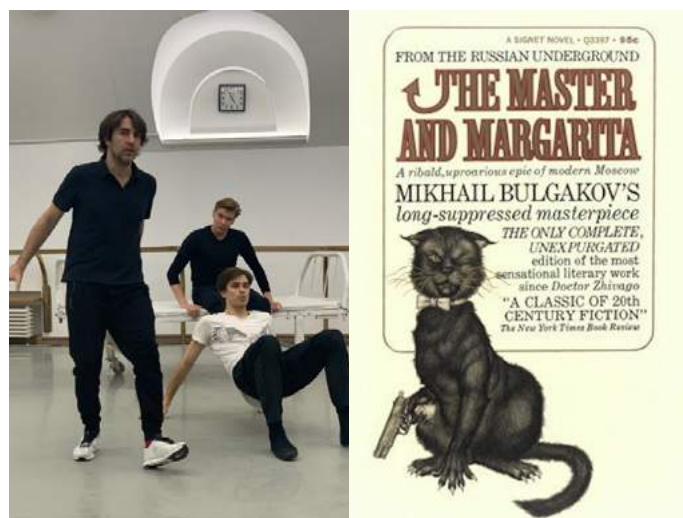 A SIGNET NOVEL • Q3397 • 95c
FROM THE RUSSIAN UNDERGROUND
THE MASTER
AND MARGARITA
A ribald, uproarious epic of modern Moscow
MIKHAIL BULGAKOV'S
long-suppressed masterpiece
THE ONLY COMPLETE,
UNEXPURGATED
edition of the most
sensational literary work
since Doctor Zhivago
"A CLASSIC OF 20th
CENTURY FICTION"
The New York Times Book Review